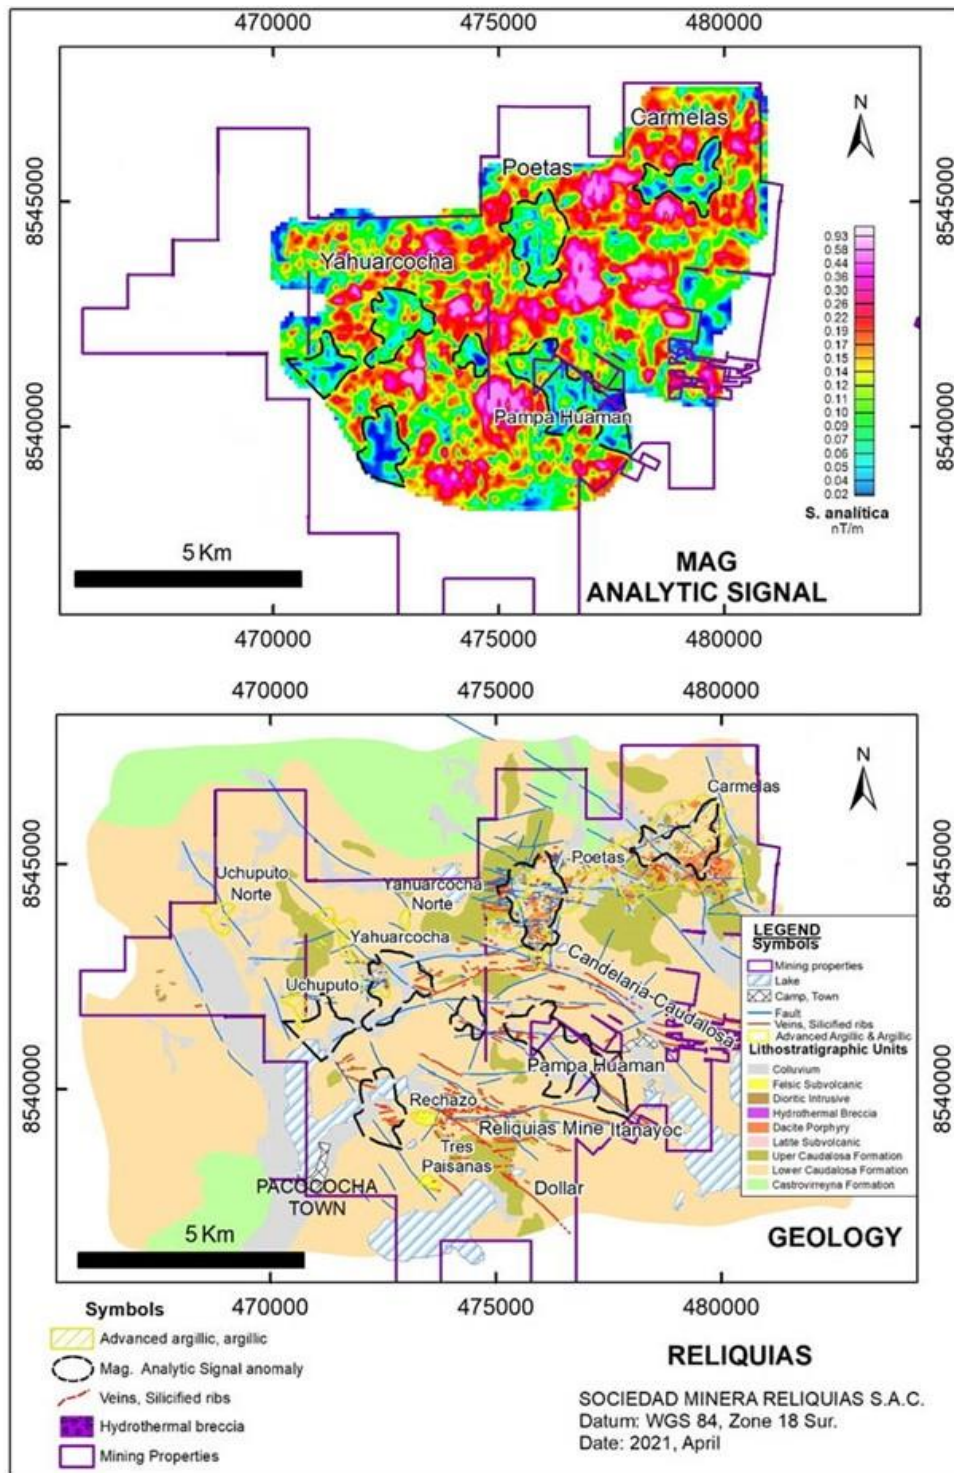 470000 475000 480000
8545000
8540000
8545000
8540000
N
Carmelas
Poetas
Yahuarcocha
Pampa Huaman
0.93
0.58
0.44
0.36
0.30
0.26
0.22
0.19
0.17
0.15
0.14
0.12
0.11
0.10
0.09
0.07
0.06
0.05
0.04
0.02
S. analítica
nT/m
5 Km
MAG
ANALYTIC SIGNAL
470000 475000 480000
470000 475000 480000
8545000
8540000
8545000
8540000
N
Carmelas
Poetas
Uchuputo
Norte
Yahuarcocha
Norte
Yahuarcocha
Uchuputo
Candelaria-Caudalosa
Pampa Huaman
Rechazo
Reliquias Mine Itanayoc
Tres
Paisanas
Dollar
PACOCOCHA
TOWN
LEGEND
Symbols
Mining properties
Lake
Camp, Town
Fault
Veins, Silicified ribs
Advanced Argillic & Argillic
Lithostratigraphic Units
Colluvium
Felsic Subvolcanic
Dioritic Intrusive
Hydrothermal Breccia
Dacite Porphyry
Latite Subvolcanic
Uper Caudalosa Formation
Lower Caudalosa Formation
Castrovirreyna Formation
5 Km
GEOLOGY
470000 475000 480000
Symbols
Advanced argillic, argillic
Mag. Analytic Signal anomaly
Veins, Silicified ribs
Hydrothermal breccia
Mining Properties
RELIQUIAS
SOCIEDAD MINERA RELIQUIAS S.A.C.
Datum: WGS 84, Zone 18 Sur.
Date: 2021, April